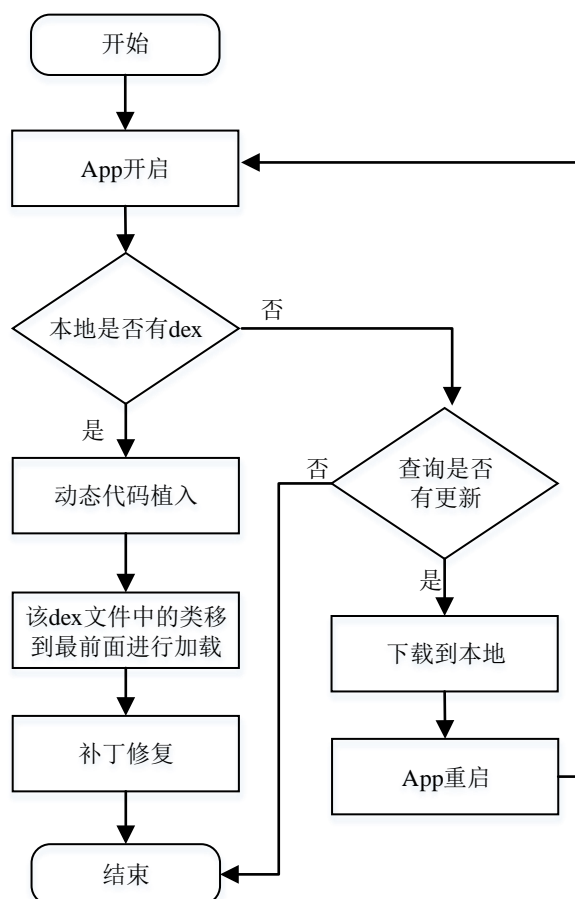 开始
App开启
本地是否有dex
否
是
动态代码植入
该dex文件中的类移
到最前面进行加载
补丁修复
结束
否
查询是否
有更新
是
下载到本地
App重启